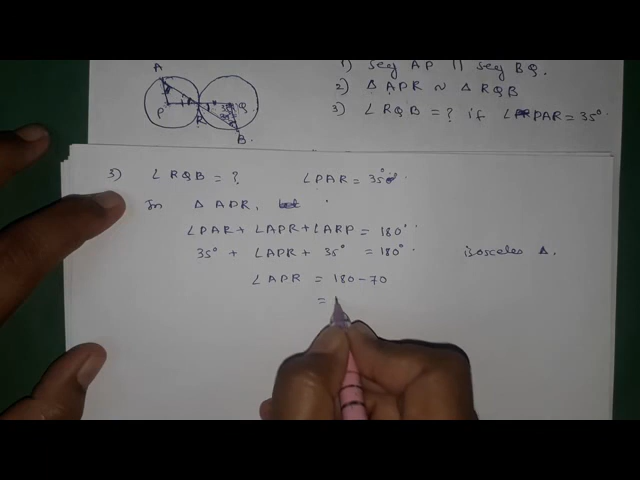 1) seg AP || seg BQ.
2) △ APR ~ △ RQB
3) ∠ RQB = ? if ∠PAR = 35°
A
P
R
Q
B
3) ∠ RQB = ? ∠PAR = 35°.
In △ APR,
∠PAR + ∠APR + ∠ARP = 180°.
35° + ∠APR + 35° = 180°. isosceles △.
∠APR = 180 - 70
=